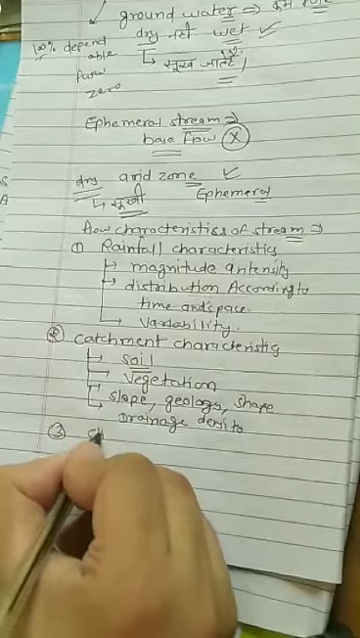 ground water ⇒ कम
100% depend dry नही wet ✓
able ↳ सूख जाते है।
zero
Ephemeral stream ⇒
base flow (X)
dry arid zone ✓
↳ सूखी Ephemeral
flow characteristics of stream ⇒
(1) Rainfall characteristics
magnitude intensity
distribution According to
time and space
variability.
(2) Catchment characteristics
soil
Vegetation
slope, geology, shape
Drainage density
(3)